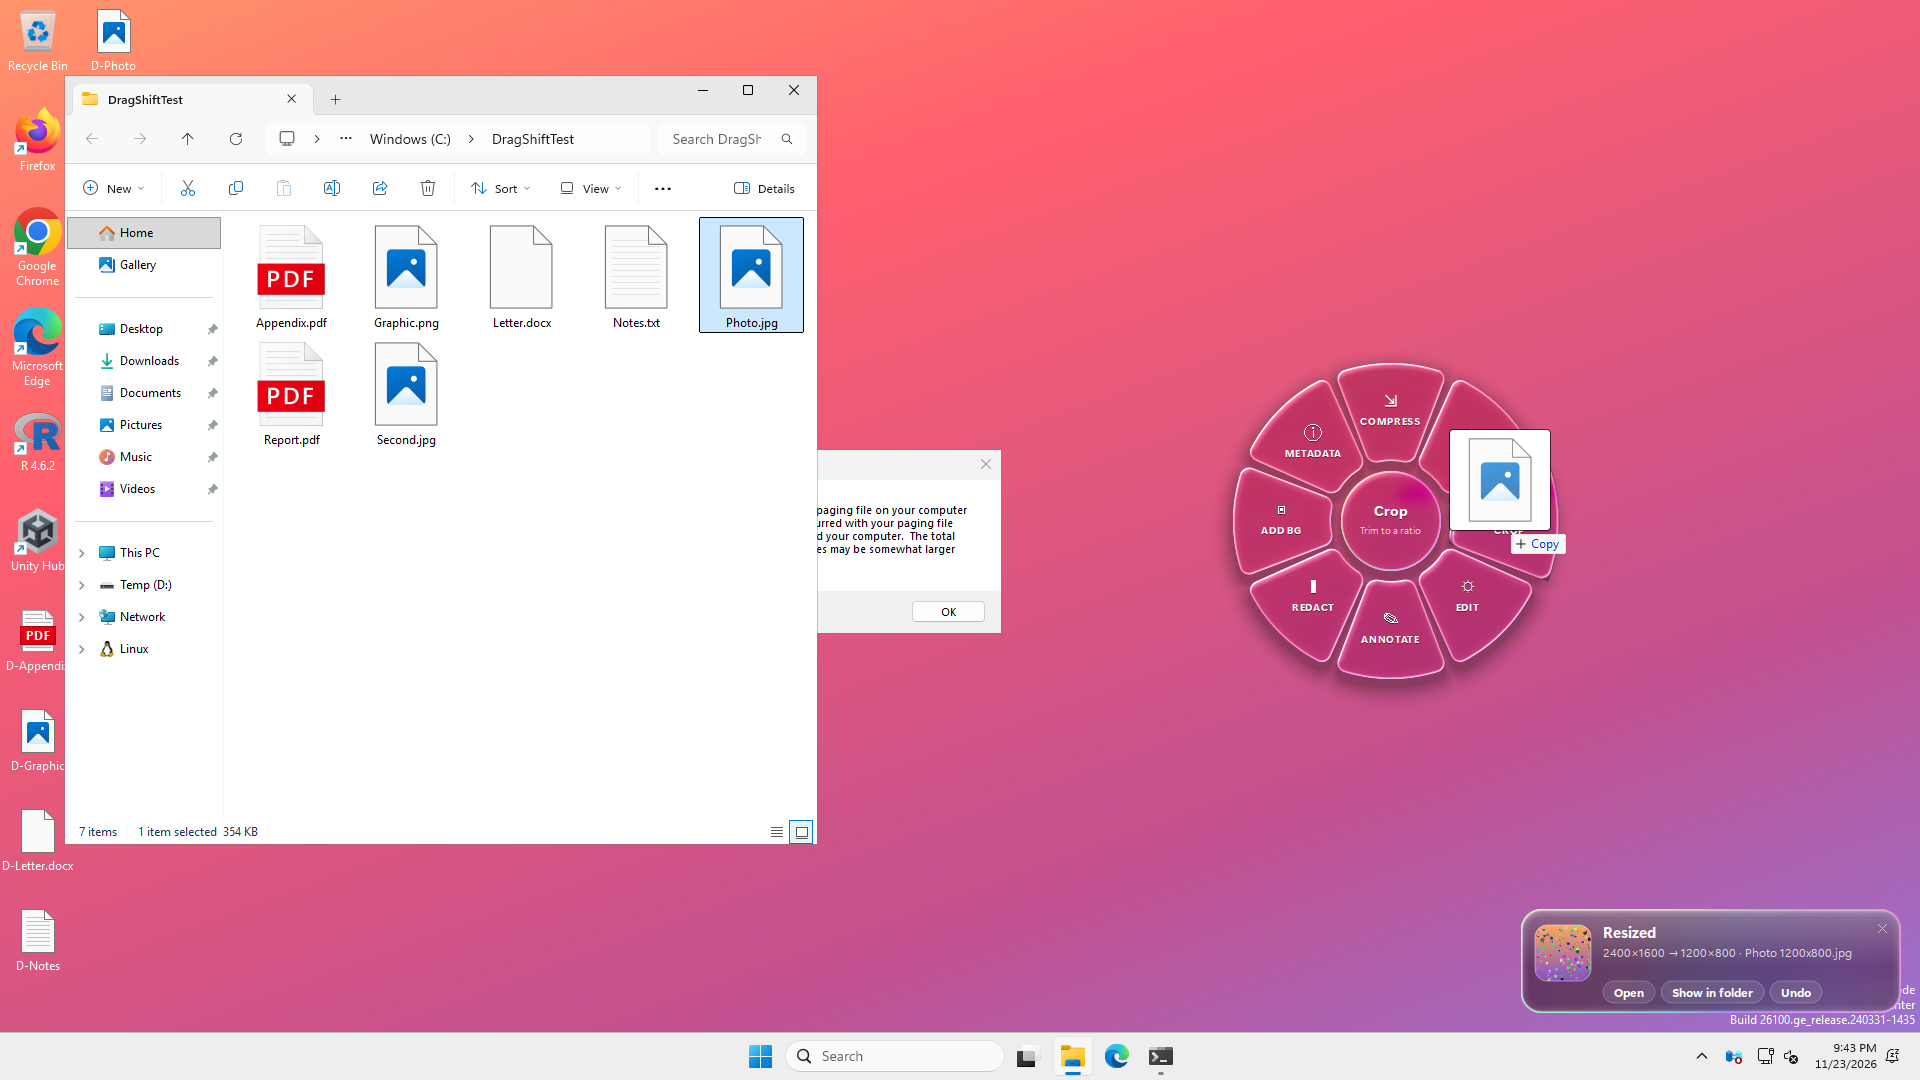 Recycle Bin
D-Photo
Firefox
Google
Chrome
Microsoft
Edge
R 4.6.2
Unity Hub
PDF
D-Appendi
D-Graphic
D-Letter.docx
D-Notes
DragShiftTest
Windows (C:)
DragShiftTest
Search DragSh
New
Sort
View
Details
Home
Gallery
Desktop
Downloads
Documents
Pictures
Music
Videos
This PC
Temp (D:)
Network
Linux
PDF
Appendix.pdf
Graphic.png
Letter.docx
Notes.txt
Photo.jpg
PDF
Report.pdf
Second.jpg
7 items
1 item selected 354 KB
paging file on your computer
urred with your paging file
d your computer. The total
es may be somewhat larger
OK
COMPRESS
METADATA
ADD BG
REDACT
ANNOTATE
EDIT
CROP
Crop
Trim to a ratio
+ Copy
Resized
2400×1600 → 1200×800 · Photo 1200x800.jpg
Open
Show in folder
Undo
de
nter
Build 26100.ge_release.240331-1435
Search
9:43 PM
11/23/2026